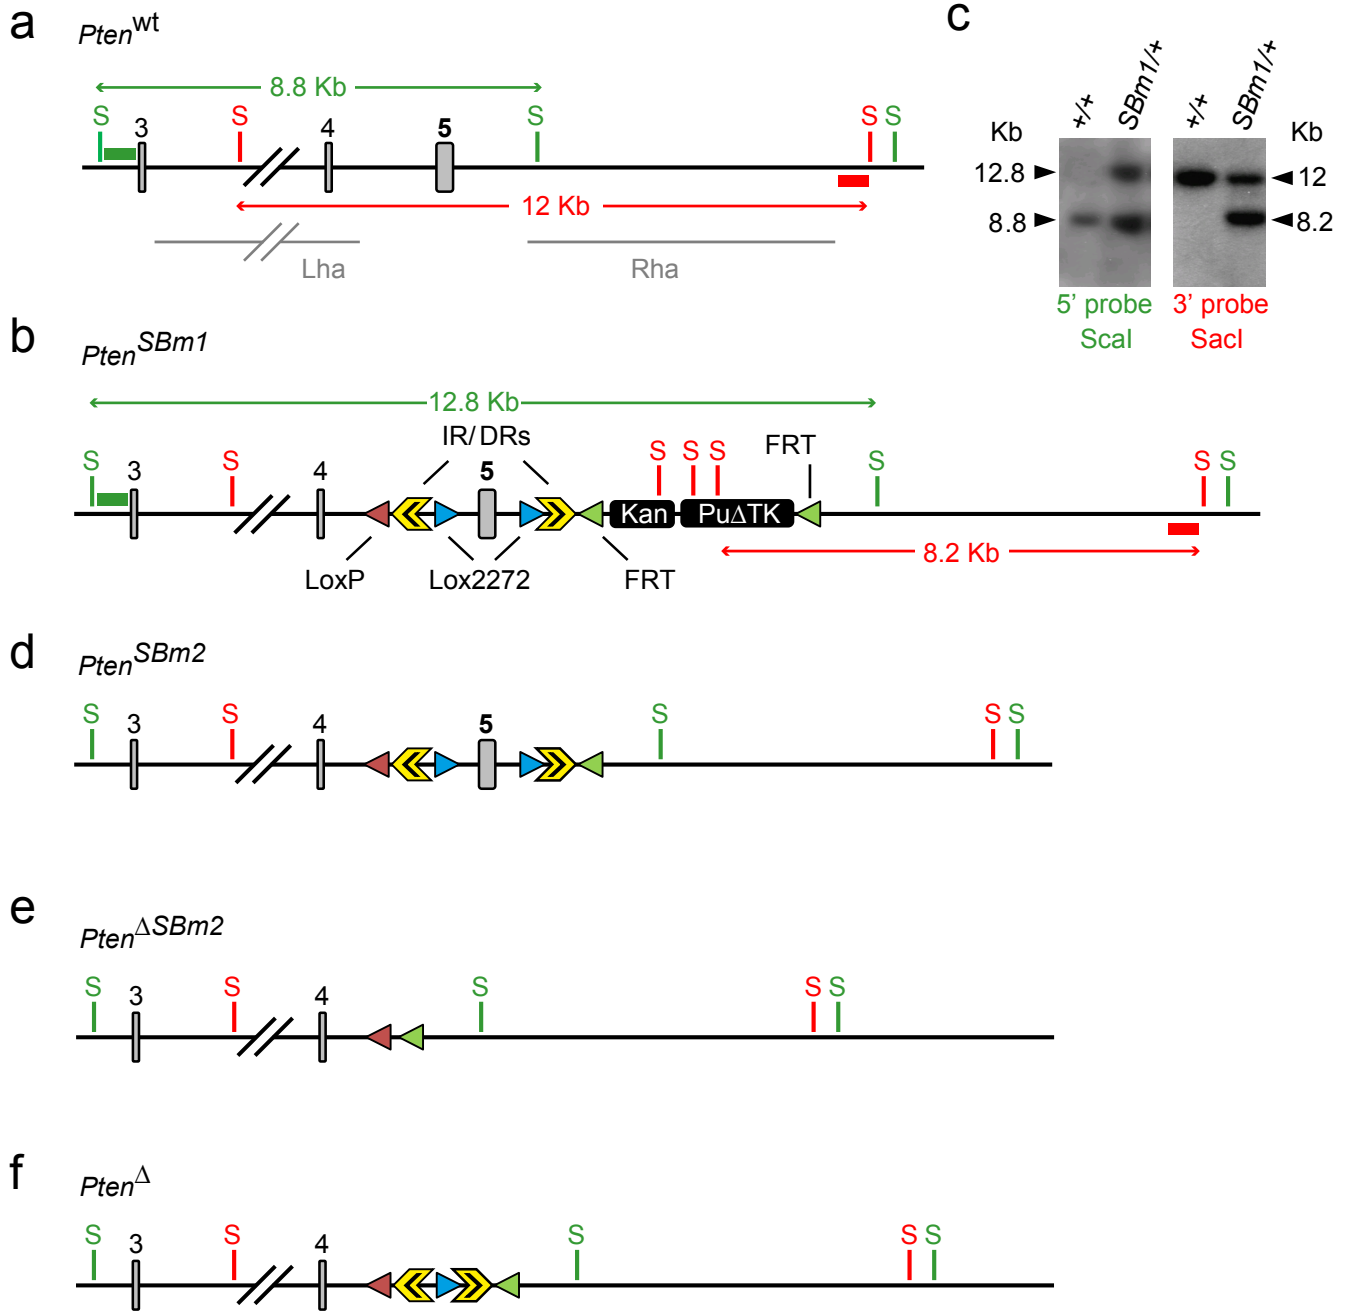 a
Pten wt
8.8 Kb
S 3 S 4 5 S S S
12 Kb
Lha Rha
c
+/+ SBm1/+ +/+ SBm1/+
Kb Kb
12.8 12
8.8 8.2
5’ probe 3’ probe
ScaI SacI
b
Pten SBm1
12.8 Kb
IR/DRs FRT
S 3 S 4 5 S S S S S S
Kan PuΔTK
8.2 Kb
LoxP Lox2272 FRT
d
Pten SBm2
S 3 S 4 5 S S S
e
Pten ΔSBm2
S 3 S 4 S S S
f
Pten Δ
S 3 S 4 S S S